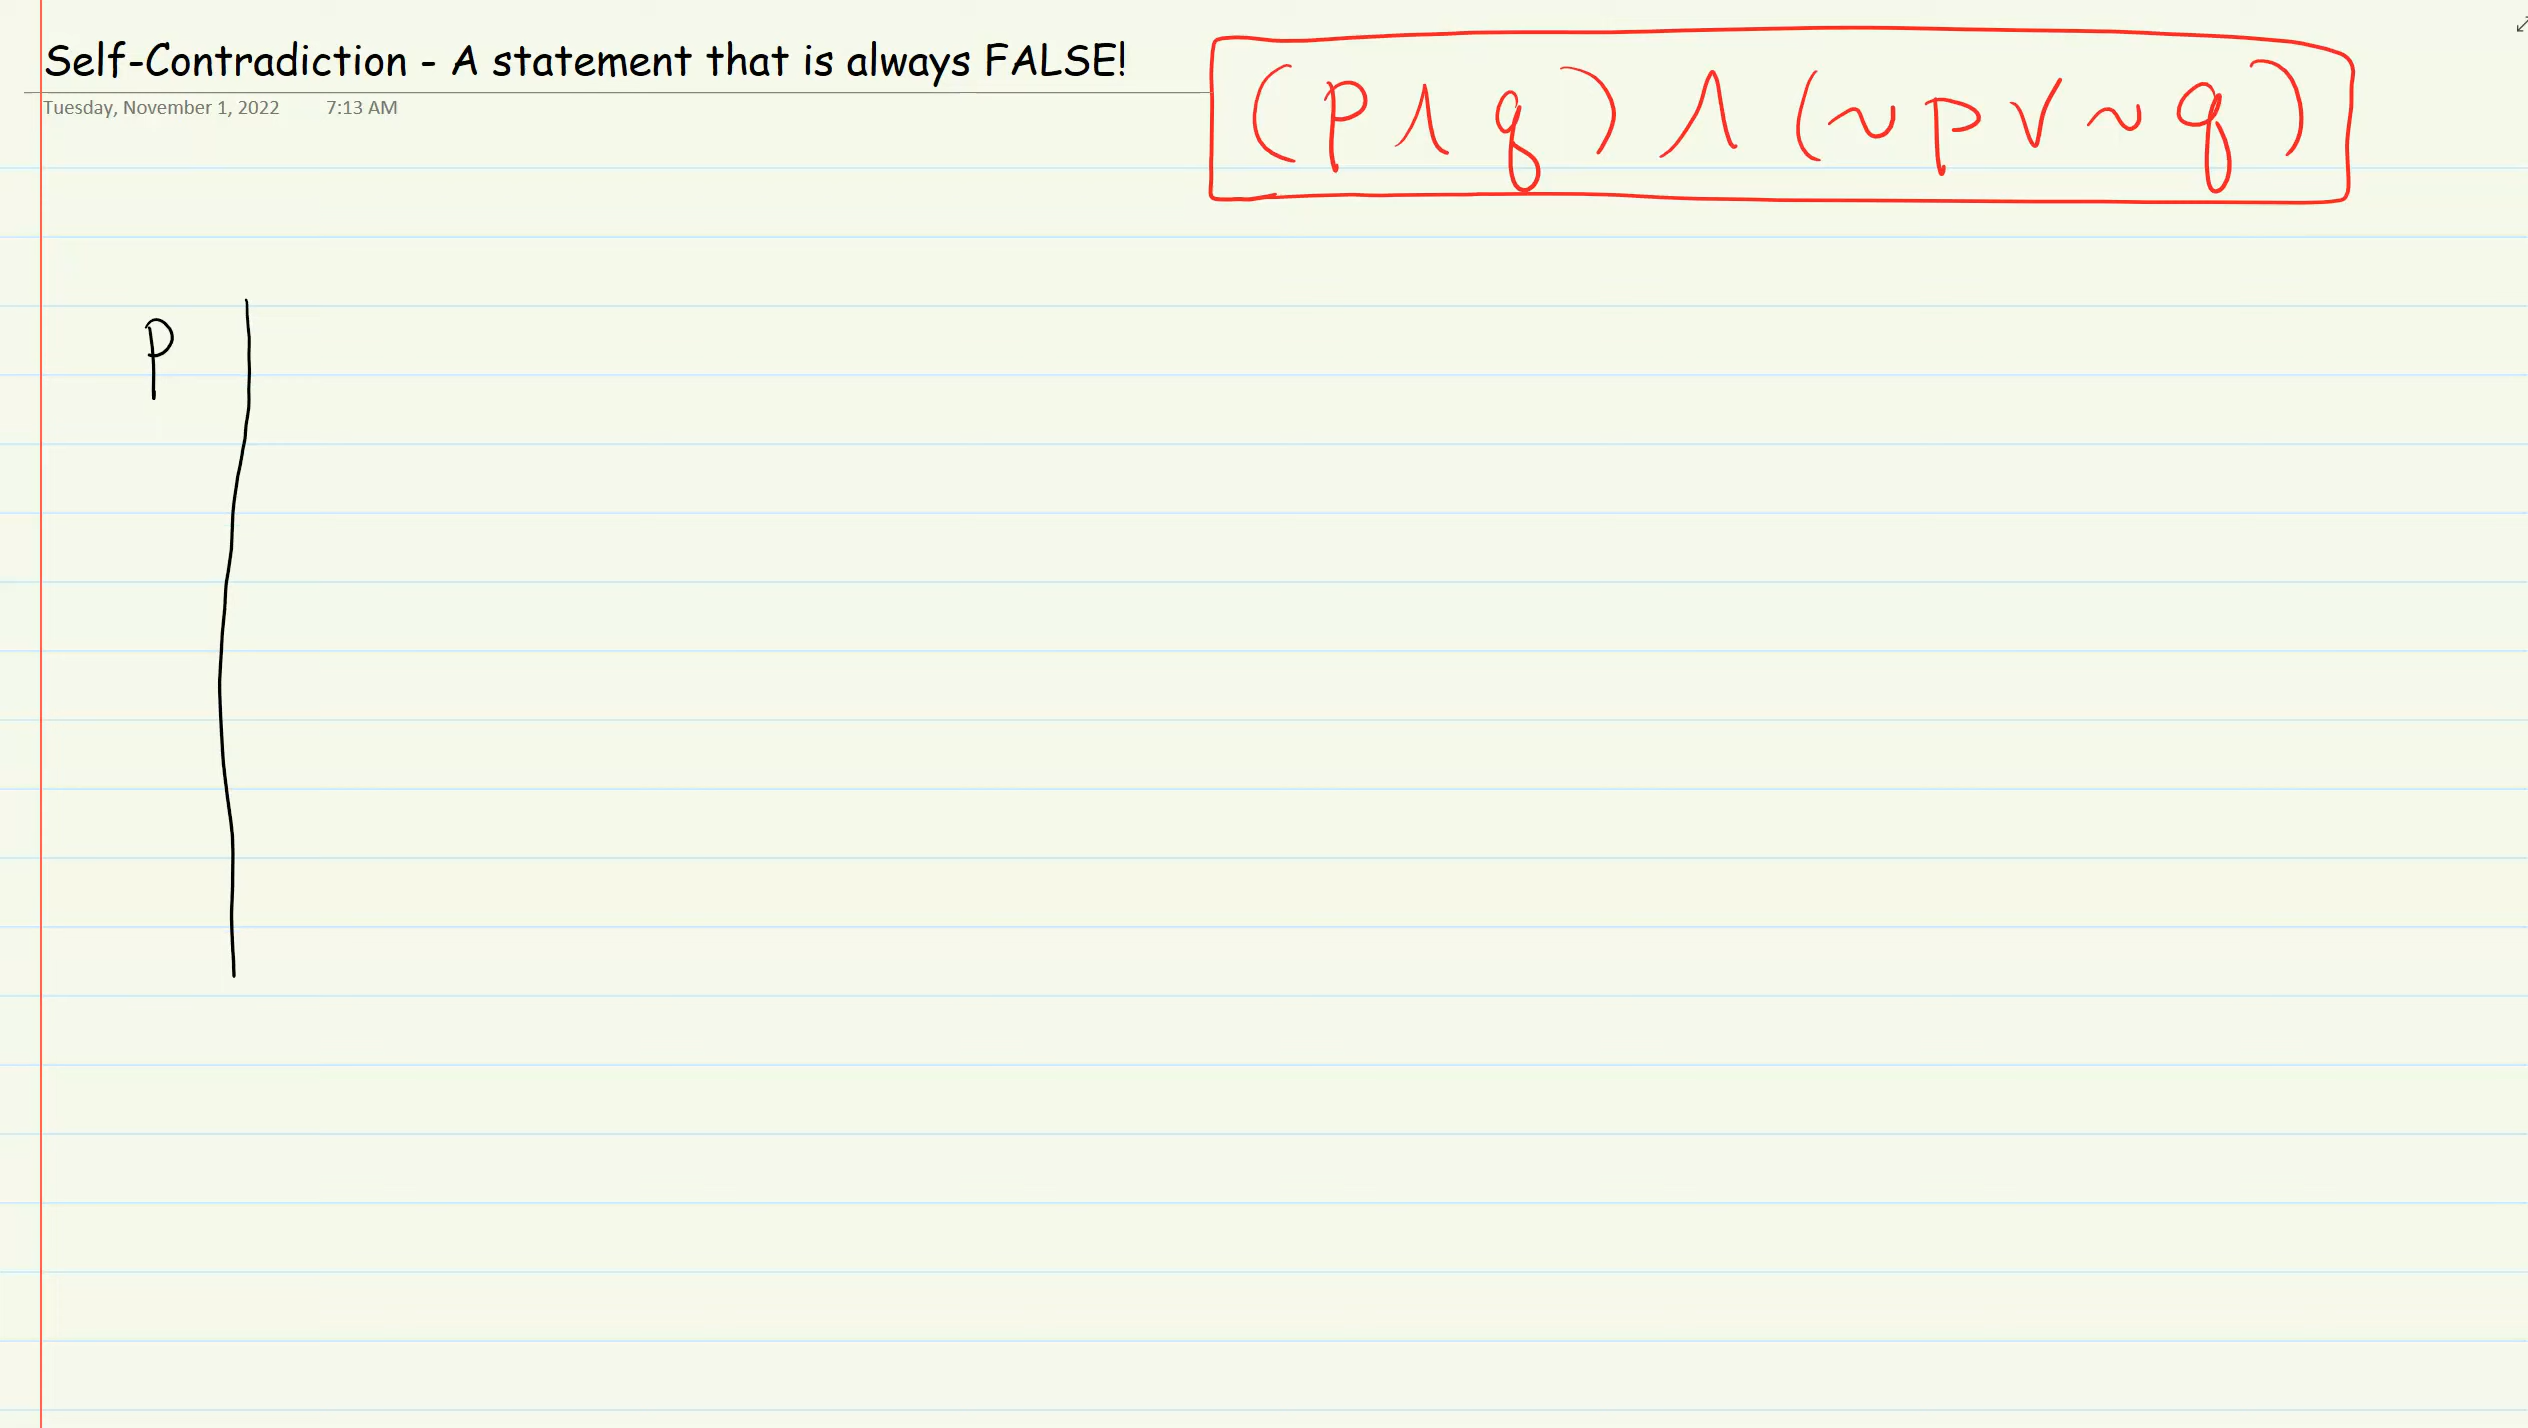 Self-Contradiction - A statement that is always FALSE!
(p ∧ q) ∧ (~p ∨ ~q)
Tuesday, November 1, 2022 7:13 AM
p